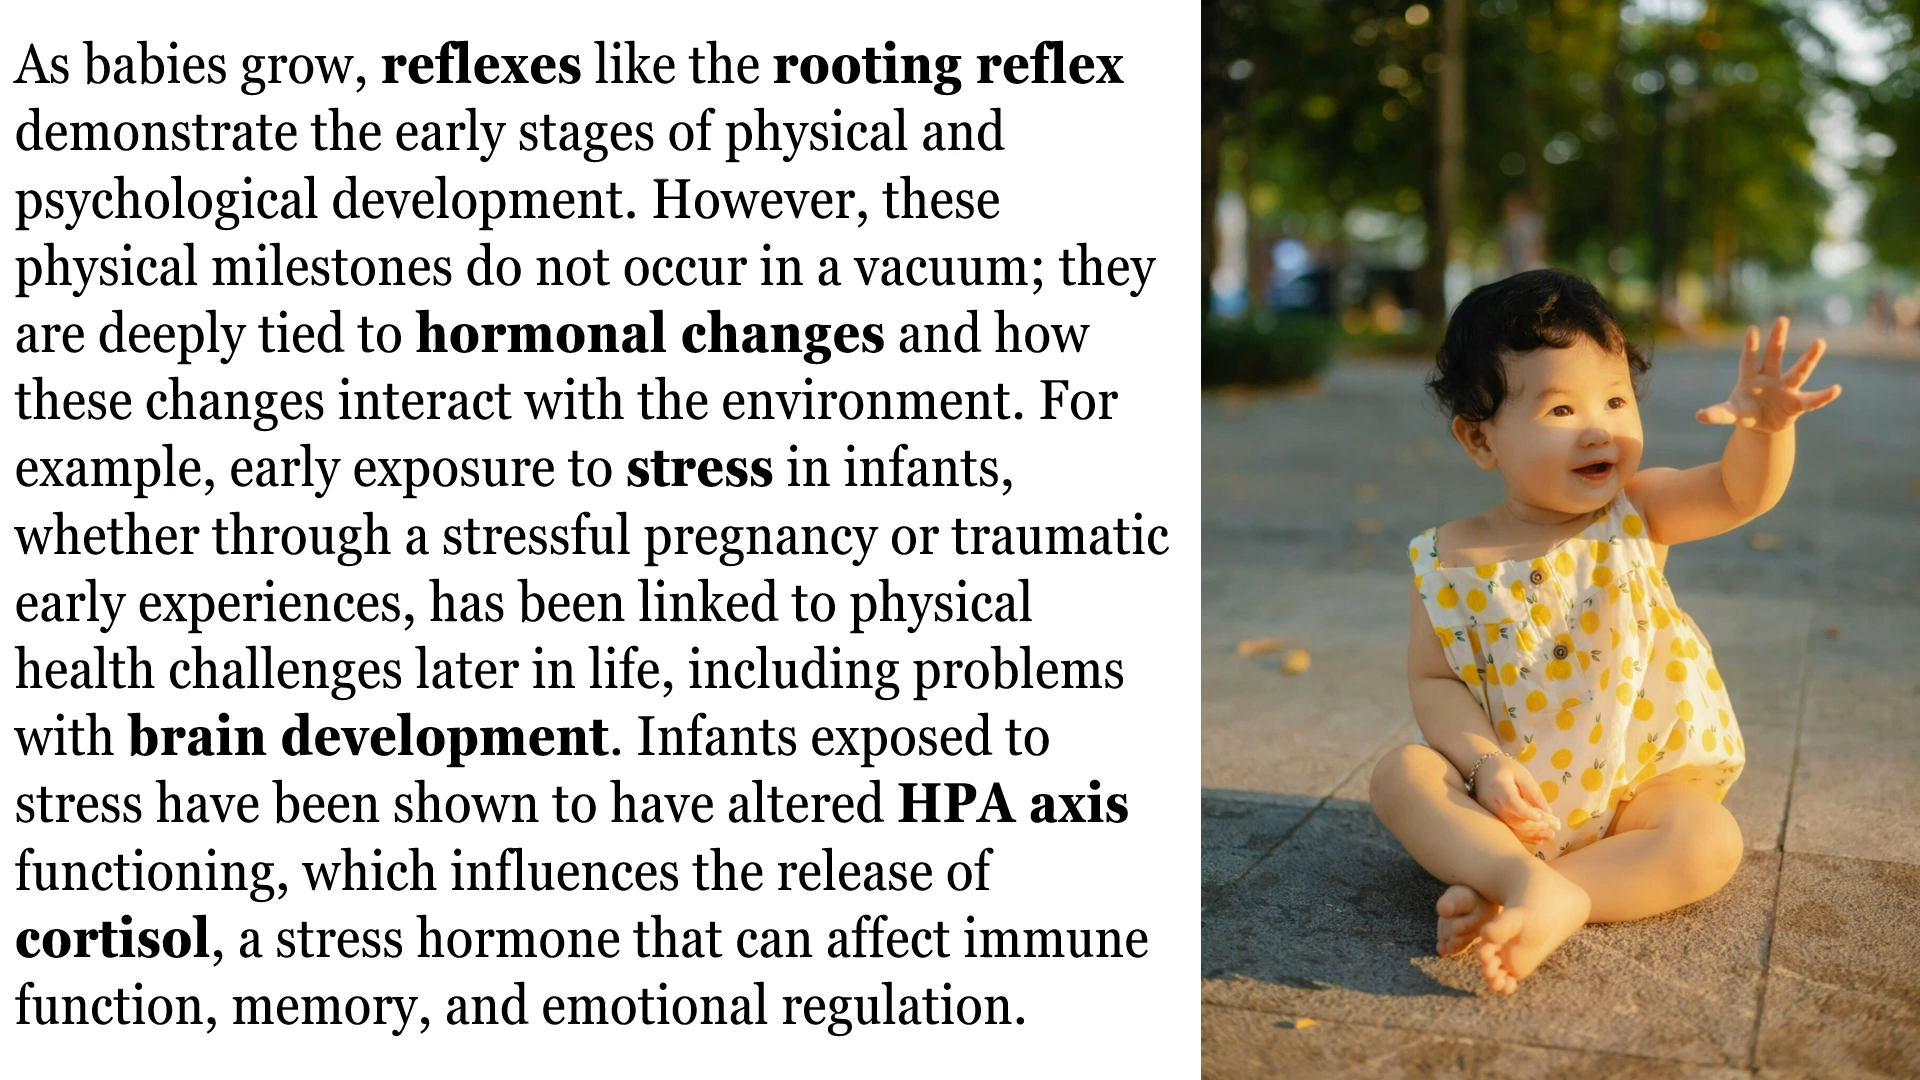 As babies grow, reflexes like the rooting reflex
demonstrate the early stages of physical and
psychological development. However, these
physical milestones do not occur in a vacuum; they
are deeply tied to hormonal changes and how
these changes interact with the environment. For
example, early exposure to stress in infants,
whether through a stressful pregnancy or traumatic
early experiences, has been linked to physical
health challenges later in life, including problems
with brain development. Infants exposed to
stress have been shown to have altered HPA axis
functioning, which influences the release of
cortisol, a stress hormone that can affect immune
function, memory, and emotional regulation.